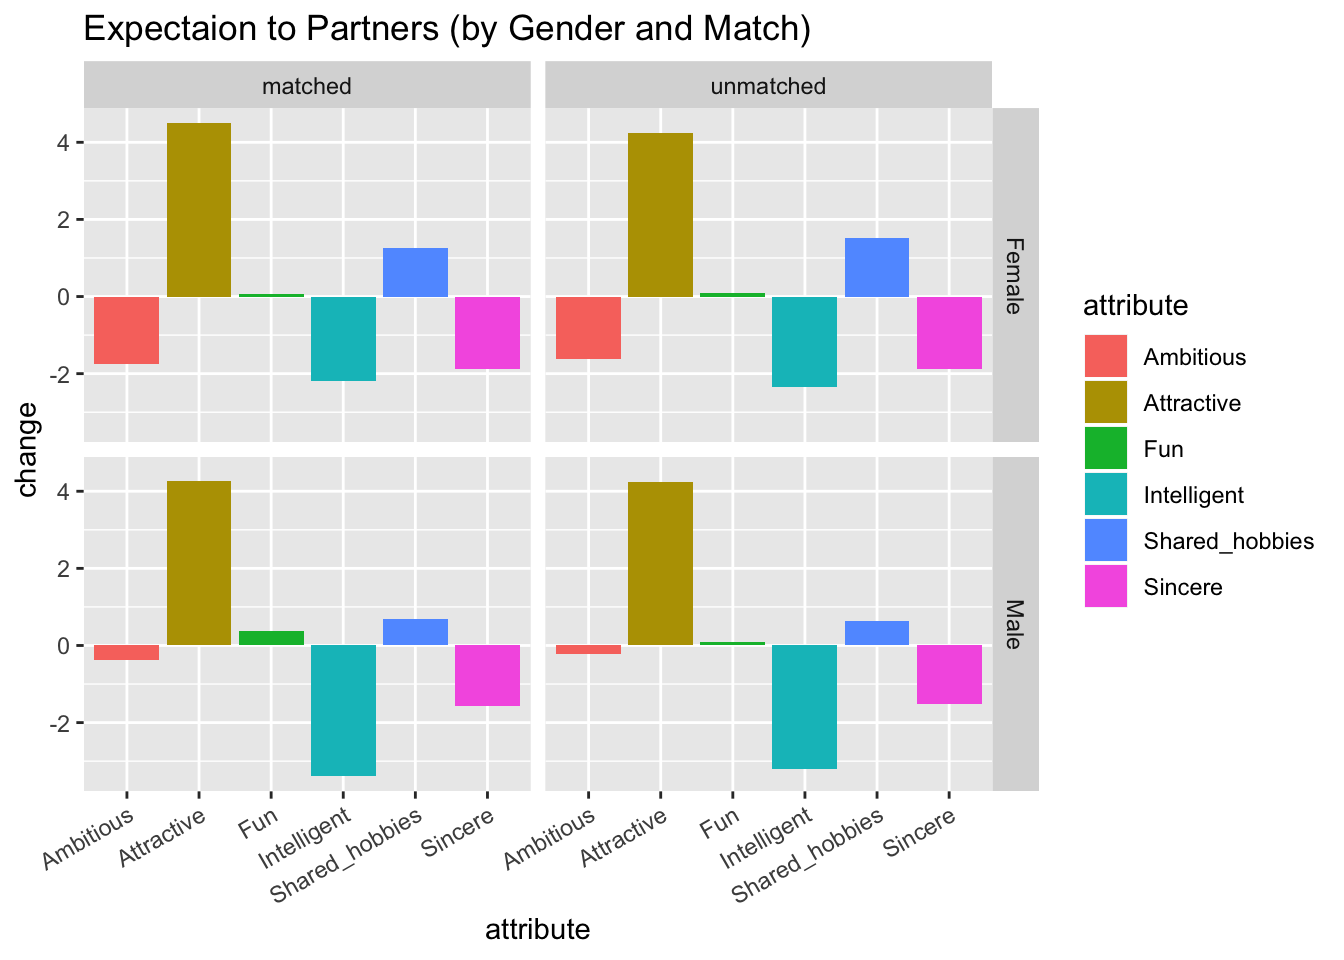 Expectaion to Partners (by Gender and Match)
matched
unmatched
4
2
0
-2
Female
4
2
0
-2
Male
change
Ambitious
Attractive
Fun
Intelligent
Shared_hobbies
Sincere
Ambitious
Attractive
Fun
Intelligent
Shared_hobbies
Sincere
attribute
attribute
Ambitious
Attractive
Fun
Intelligent
Shared_hobbies
Sincere